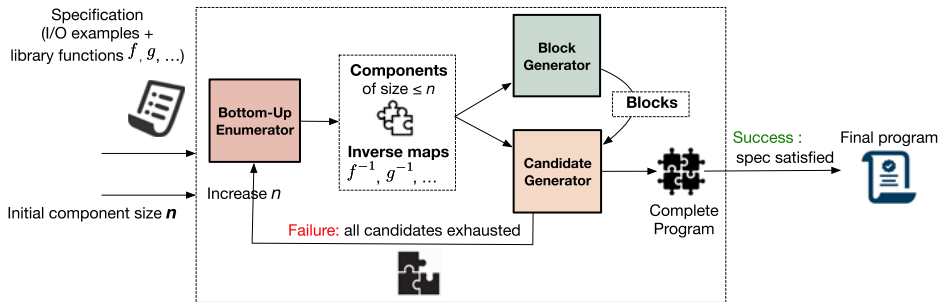 Specification
(I/O examples +
library functions f, g, …)
Initial component size n
Bottom-Up
Enumerator
Increase n
Components
of size ≤ n
Inverse maps
f⁻¹, g⁻¹, …
Block
Generator
Blocks
Candidate
Generator
Failure: all candidates exhausted
Complete
Program
Success :
spec satisfied
Final program